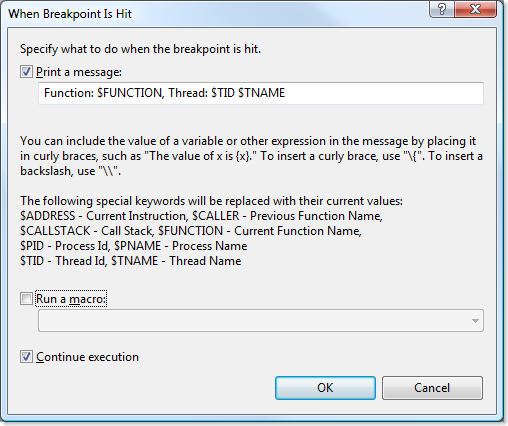 When Breakpoint Is Hit
Specify what to do when the breakpoint is hit.
Print a message:
Function: $FUNCTION, Thread: $TID $TNAME
You can include the value of a variable or other expression in the message by placing it
in curly braces, such as "The value of x is {x}." To insert a curly brace, use "\{". To insert a
backslash, use "\\".
The following special keywords will be replaced with their current values:
$ADDRESS - Current Instruction, $CALLER - Previous Function Name,
$CALLSTACK - Call Stack, $FUNCTION - Current Function Name,
$PID - Process Id, $PNAME - Process Name
$TID - Thread Id, $TNAME - Thread Name
Run a macro:
Continue execution
OK
Cancel